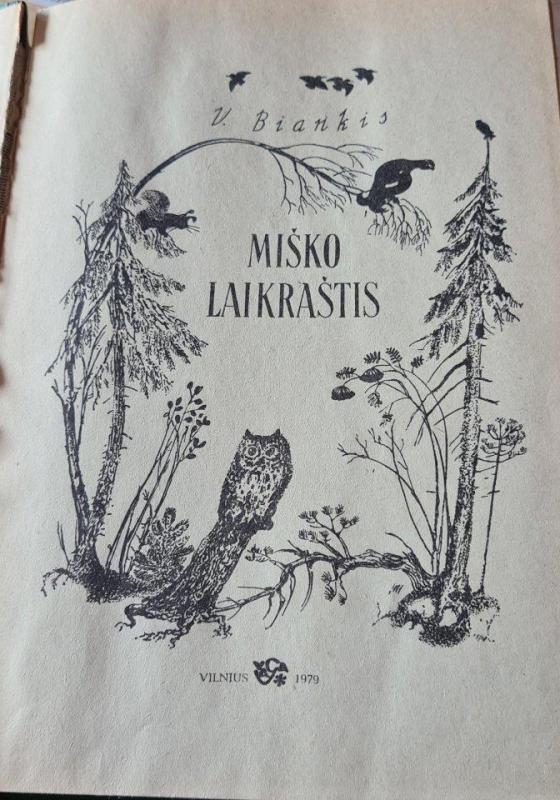 V. Biankis
MIŠKO
LAIKRAŠTIS
VILNIUS 1979